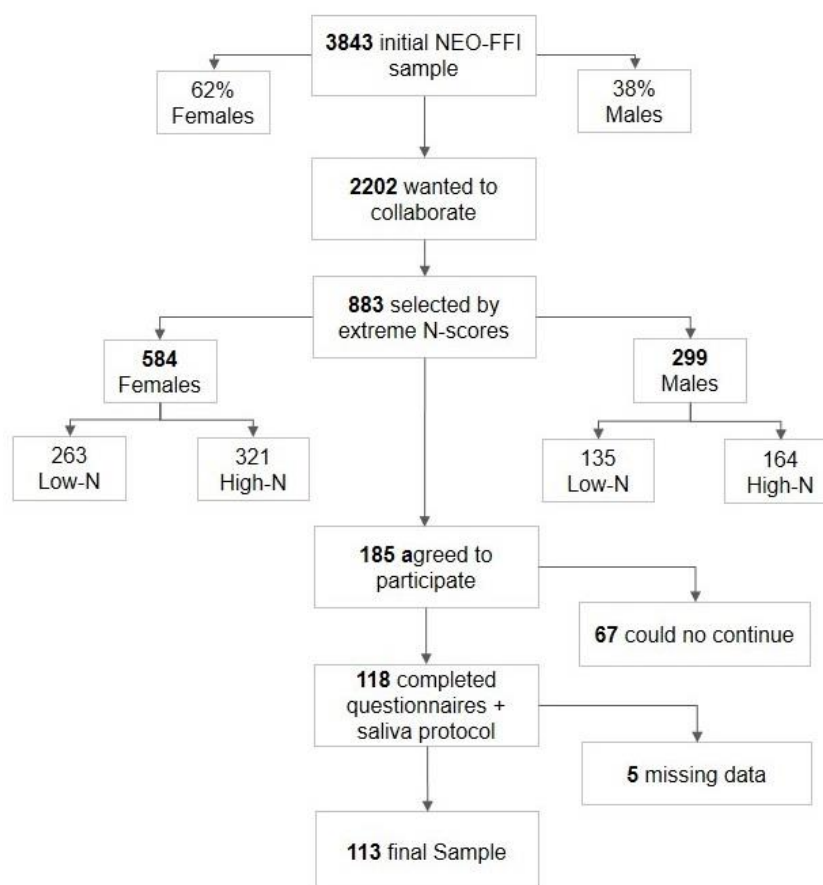 3843 initial NEO-FFI
sample
62%
Females
38%
Males
2202 wanted to
collaborate
883 selected by
extreme N-scores
584
Females
299
Males
263
Low-N
321
High-N
135
Low-N
164
High-N
185 agreed to
participate
67 could no continue
118 completed
questionnaires +
saliva protocol
5 missing data
113 final Sample